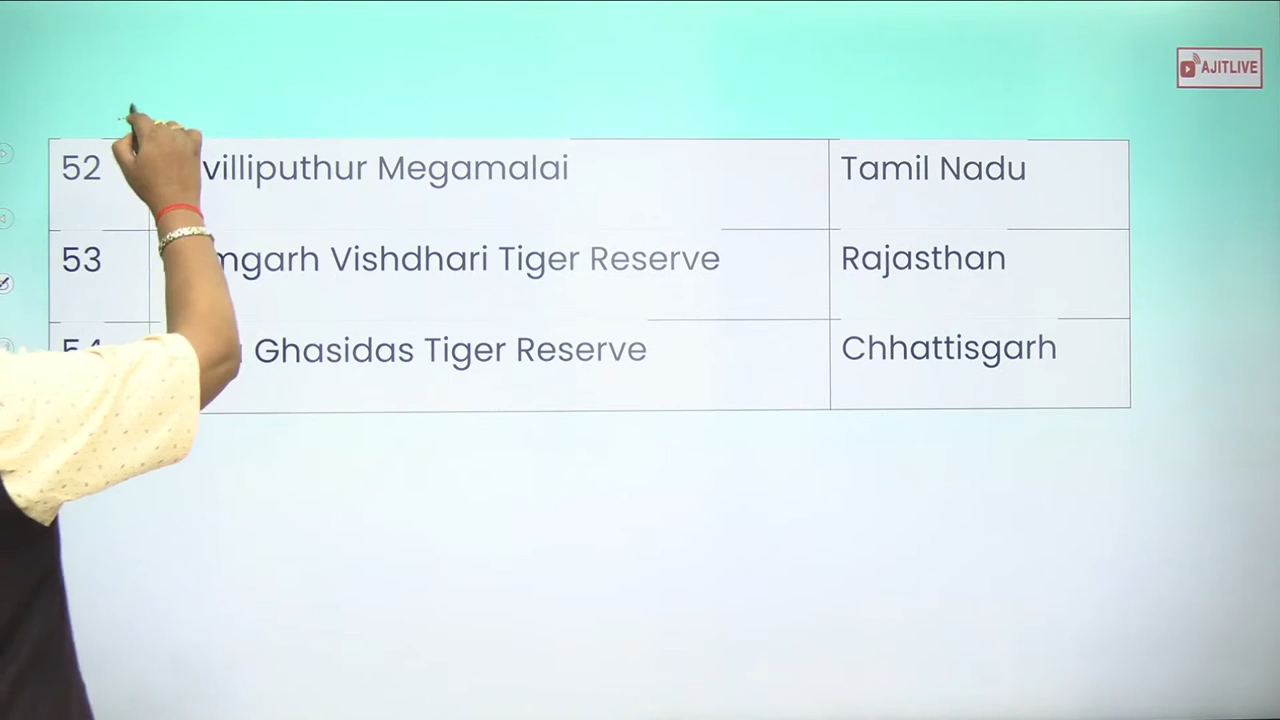 AJITLIVE
52 villiputhur Megamalai Tamil Nadu
53 mgarh Vishdhari Tiger Reserve Rajasthan
54 Ghasidas Tiger Reserve Chhattisgarh